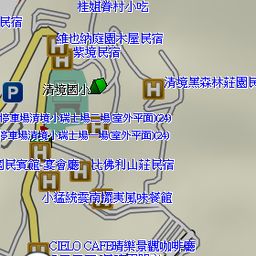 桂姐眷村小吃
民宿
維也納庭園木屋民宿
紫境民宿
清境黑森林莊園民
清境國小
P
停車場清境小瑞士場二場(室外平面)(24)
停車場清境小瑞士場一場(室外平面)(24)
園民賓館 宴會廳
比佛利山莊民宿
小猛統雲南擺夷風味餐館
CIELO CAFE晴樂景觀咖啡廳